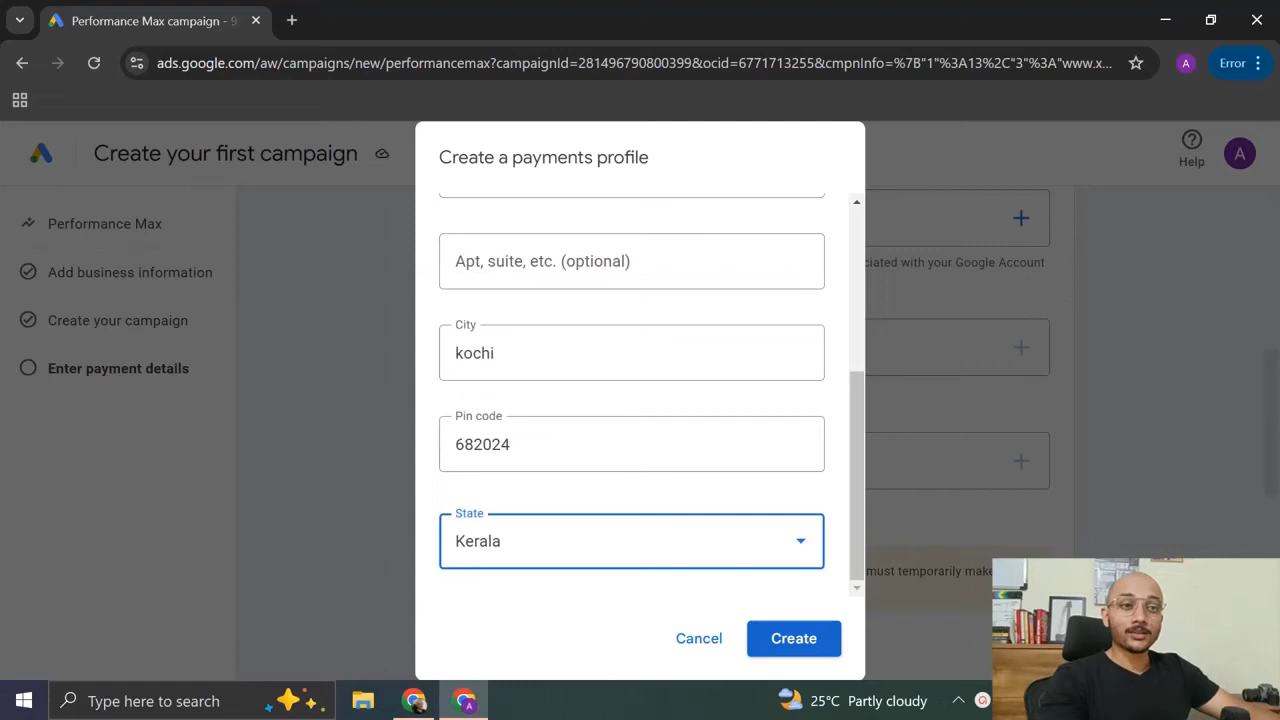 Performance Max campaign - 9
ads.google.com/aw/campaigns/new/performancemax?campaignId=281496790800399&ocid=6771713255&cmpnInfo=%7B"1"%3A13%2C"3"%3A"www.x...
A
Error
Create your first campaign
Help
A
Performance Max
Add business information
Create your campaign
Enter payment details
Create a payments profile
Apt, suite, etc. (optional)
City
kochi
Pin code
682024
State
Kerala
Cancel
Create
ciated with your Google Account
must temporarily make
Type here to search
25°C Partly cloudy